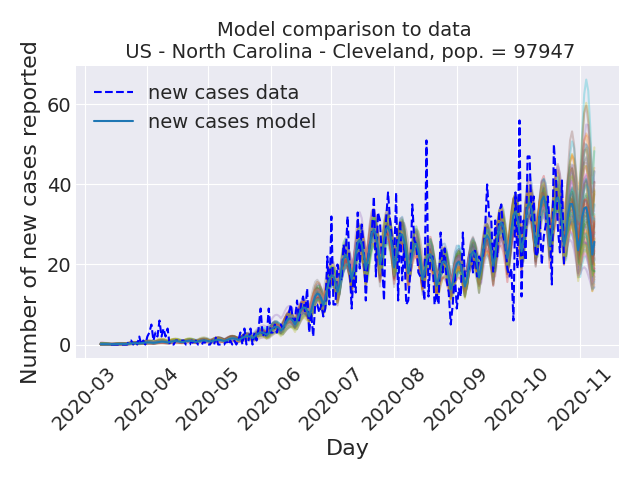 Model comparison to data
US - North Carolina - Cleveland, pop. = 97947
Number of new cases reported
60
40
20
0
new cases data
new cases model
2020-03
2020-04
2020-05
2020-06
2020-07
2020-08
2020-09
2020-10
2020-11
Day